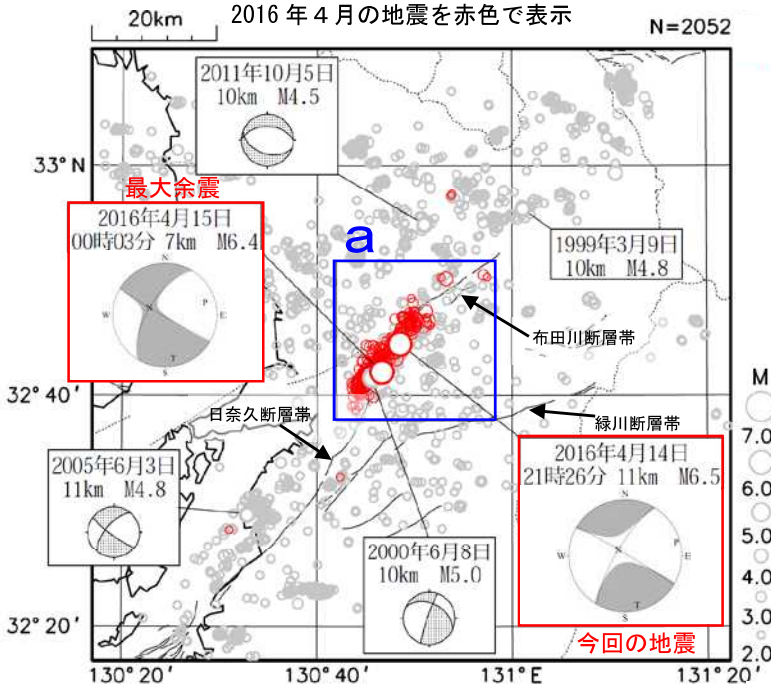 2016年4月の地震を赤色で表示
20km
N=2052
2011年10月5日
10km M4.5
33°N
最大余震
2016年4月15日
00時03分 7km M6.4
N
W
N
P
E
T
S
a
1999年3月9日
10km M4.8
布田川断層帯
32°40′
日奈久断層帯
緑川断層帯
M
7.0
6.0
5.0
4.0
3.0
2.0
2005年6月3日
11km M4.8
2016年4月14日
21時26分 11km M6.5
N
P
W
N
E
T
S
2000年6月8日
10km M5.0
32°20′
今回の地震
130°20′
130°40′
131°E
131°20′